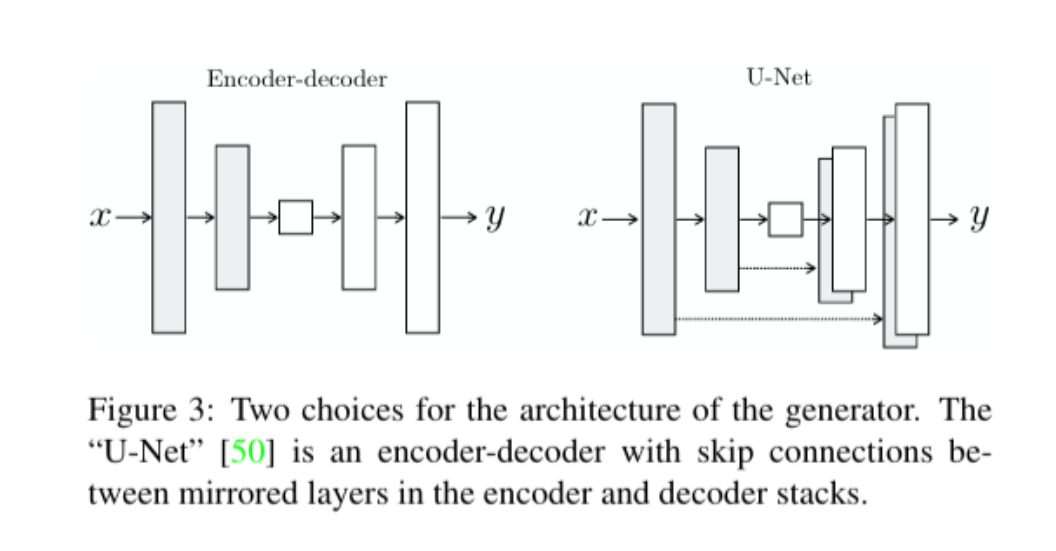 Encoder-decoder
U-Net
x
y
x
y
Figure 3: Two choices for the architecture of the generator. The
“U-Net” [50] is an encoder-decoder with skip connections be-
tween mirrored layers in the encoder and decoder stacks.